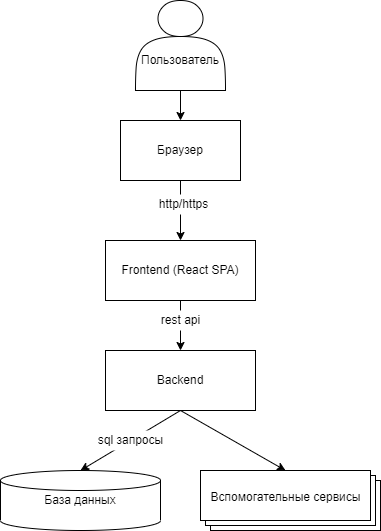 Пользователь
Браузер
http/https
Frontend (React SPA)
rest api
Backend
sql запросы
База данных
Вспомогательные сервисы